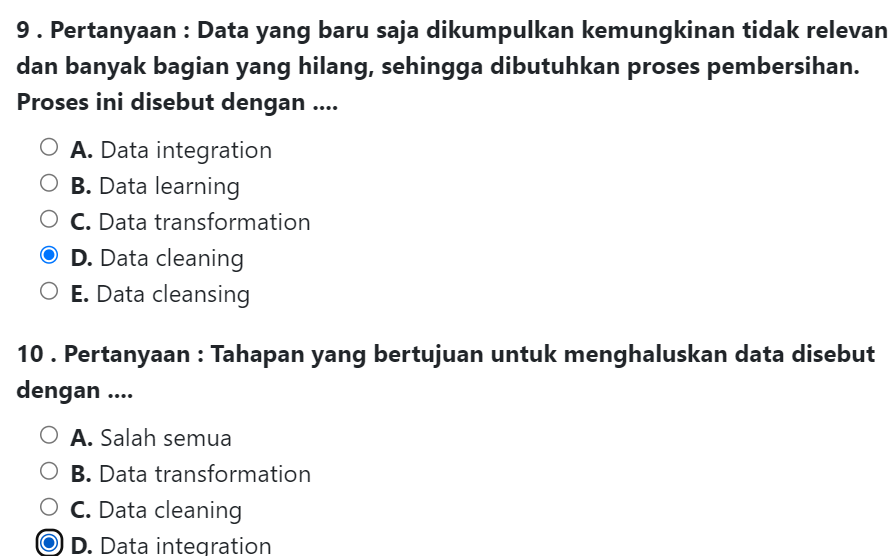 9 . Pertanyaan : Data yang baru saja dikumpulkan kemungkinan tidak relevan
dan banyak bagian yang hilang, sehingga dibutuhkan proses pembersihan.
Proses ini disebut dengan ....
A. Data integration
B. Data learning
C. Data transformation
D. Data cleaning
E. Data cleansing
10 . Pertanyaan : Tahapan yang bertujuan untuk menghaluskan data disebut
dengan ....
A. Salah semua
B. Data transformation
C. Data cleaning
D. Data integration